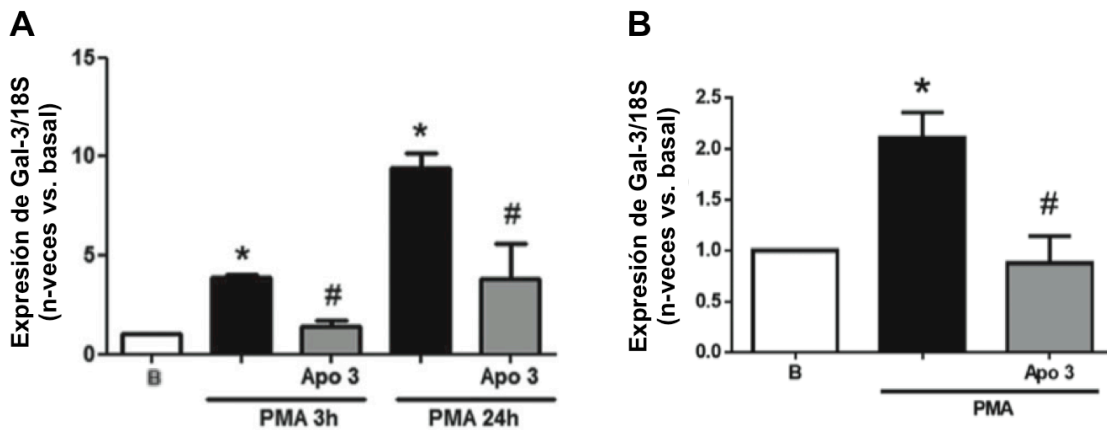 A
Expresión de Gal-3/18S
(n-veces vs. basal)
15
10
5
0
*
#
*
#
B
Apo 3
Apo 3
PMA 3h
PMA 24h
B
Expresión de Gal-3/18S
(n-veces vs. basal)
2.5
2.0
1.5
1.0
0.5
0.0
*
#
B
Apo 3
PMA